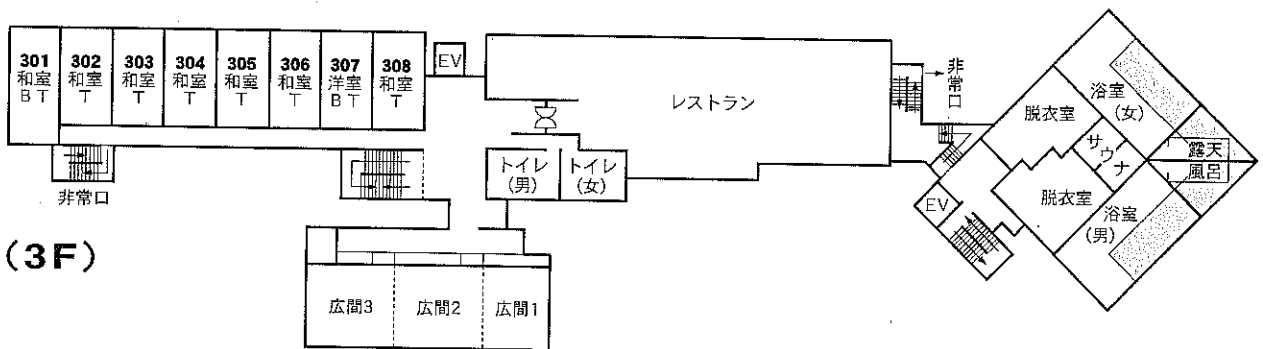 301
和室
B T
302
和室
T
303
和室
T
304
和室
T
305
和室
T
306
和室
T
307
洋室
B T
308
和室
T
EV
レストラン
非常口
脱衣室
浴室
(女)
サウナ
露天
風呂
脱衣室
浴室
(男)
EV
トイレ
(男)
トイレ
(女)
非常口
(3F)
広間3
広間2
広間1